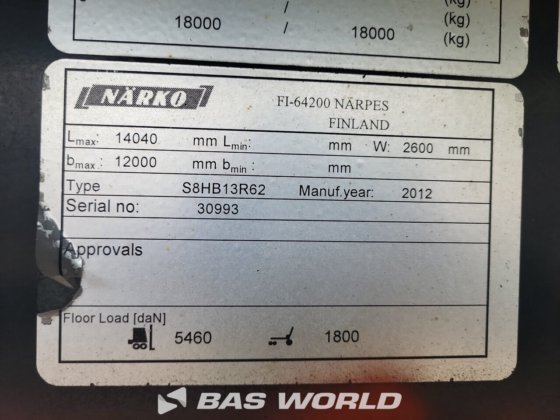 (kg)
18000 / 18000 (kg)
(kg)
NÄRKO FI-64200 NÄRPES
FINLAND
Lmax: 14040 mm Lmin: mm W: 2600 mm
bmax : 12000 mm bmin : mm
Type S8HB13R62 Manuf.year: 2012
Serial no: 30993
Approvals
Floor Load [daN]
5460 1800
BAS WORLD